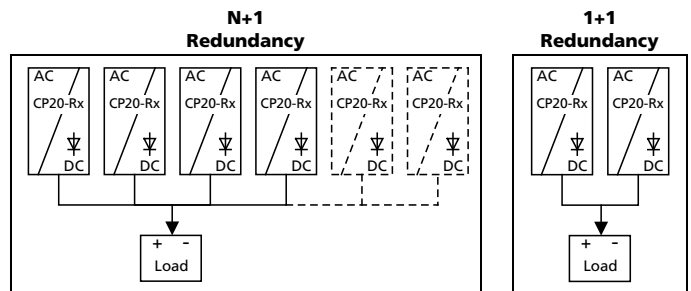 N+1
Redundancy
AC AC AC AC AC AC
CP20-Rx CP20-Rx CP20-Rx CP20-Rx CP20-Rx CP20-Rx
DC DC DC DC DC DC
+ -
Load
1+1
Redundancy
AC AC
CP20-Rx CP20-Rx
DC DC
+ -
Load